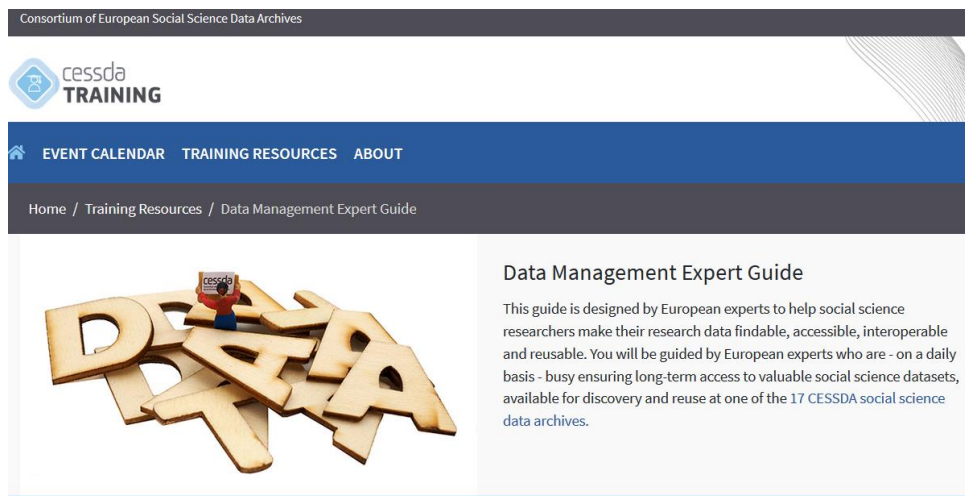 Consortium of European Social Science Data Archives
cessda
TRAINING
EVENT CALENDAR TRAINING RESOURCES ABOUT
Home / Training Resources / Data Management Expert Guide
cessda
D
A
T
A
Data Management Expert Guide
This guide is designed by European experts to help social science
researchers make their research data findable, accessible, interoperable
and reusable. You will be guided by European experts who are - on a daily
basis - busy ensuring long-term access to valuable social science datasets,
available for discovery and reuse at one of the 17 CESSDA social science
data archives.